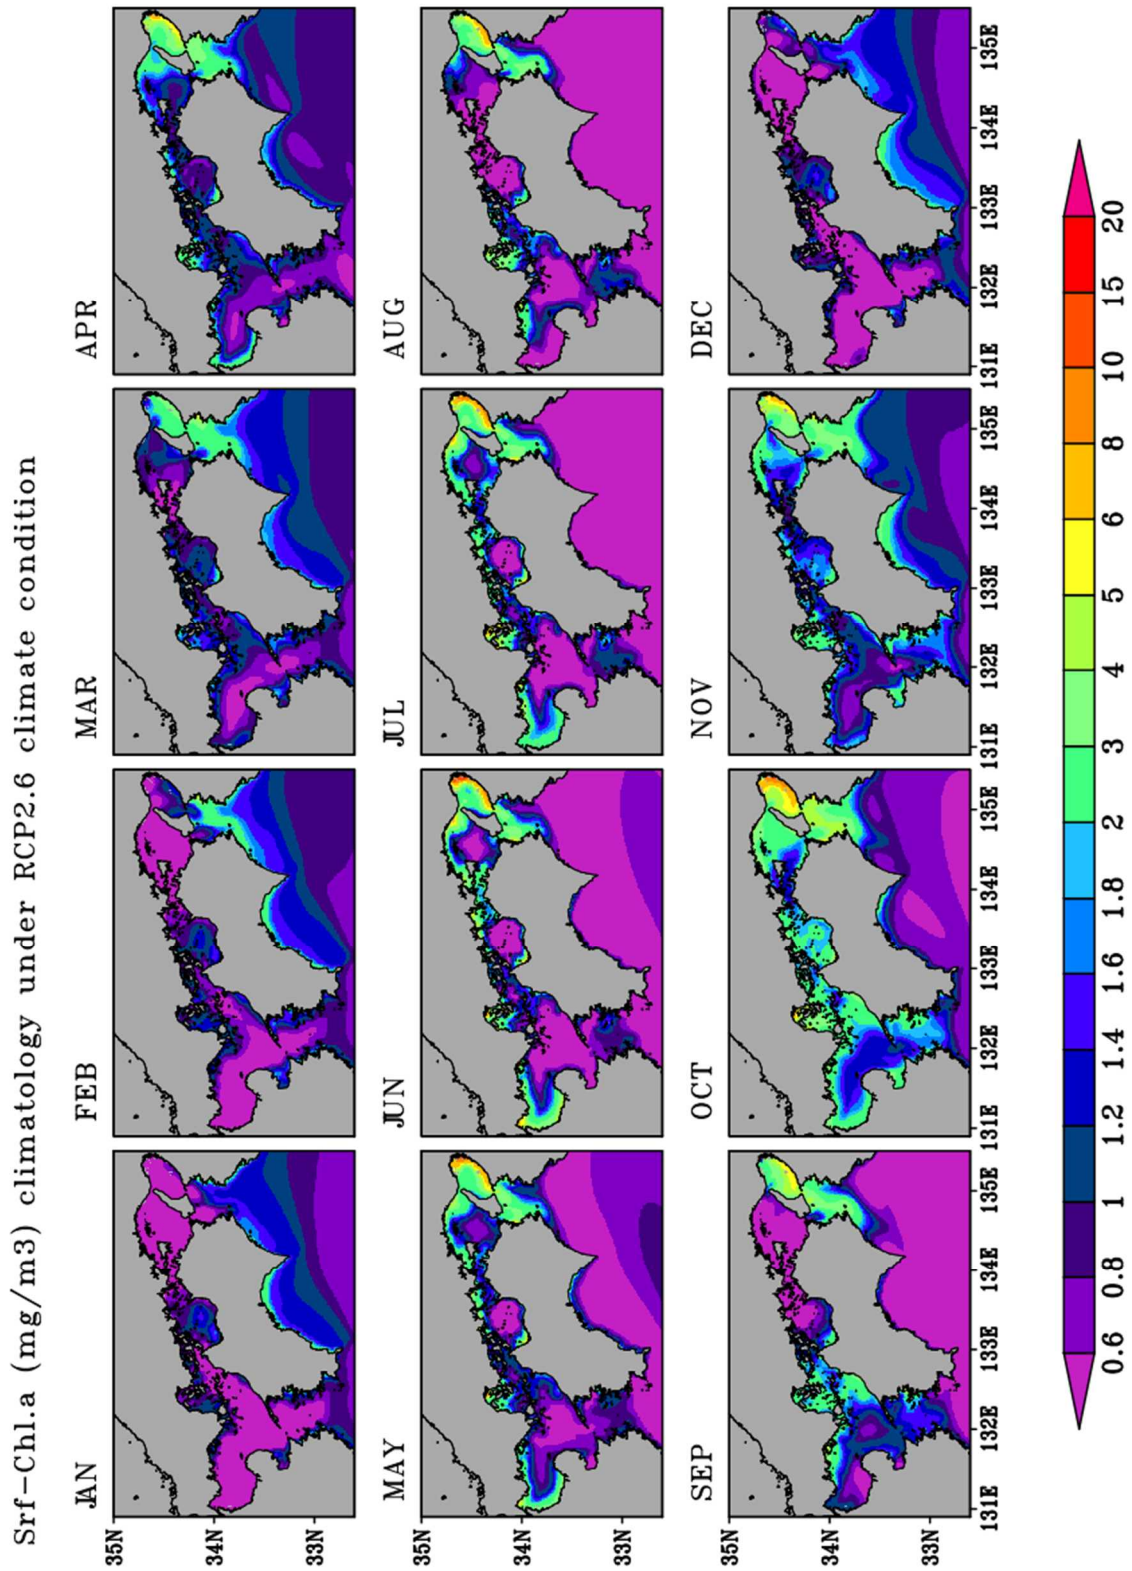 Srf-Chl.a (mg/m3) climatology under RCP2.6 climate condition
JAN
FEB
MAR
APR
35N
34N
33N
MAY
JUN
JUL
AUG
35N
34N
33N
SEP
OCT
NOV
DEC
35N
34N
33N
131E 132E 133E 134E 135E
131E 132E 133E 134E 135E
131E 132E 133E 134E 135E
131E 132E 133E 134E 135E
0.6 0.8 1 1.2 1.4 1.6 1.8 2 3 4 5 6 8 10 15 20